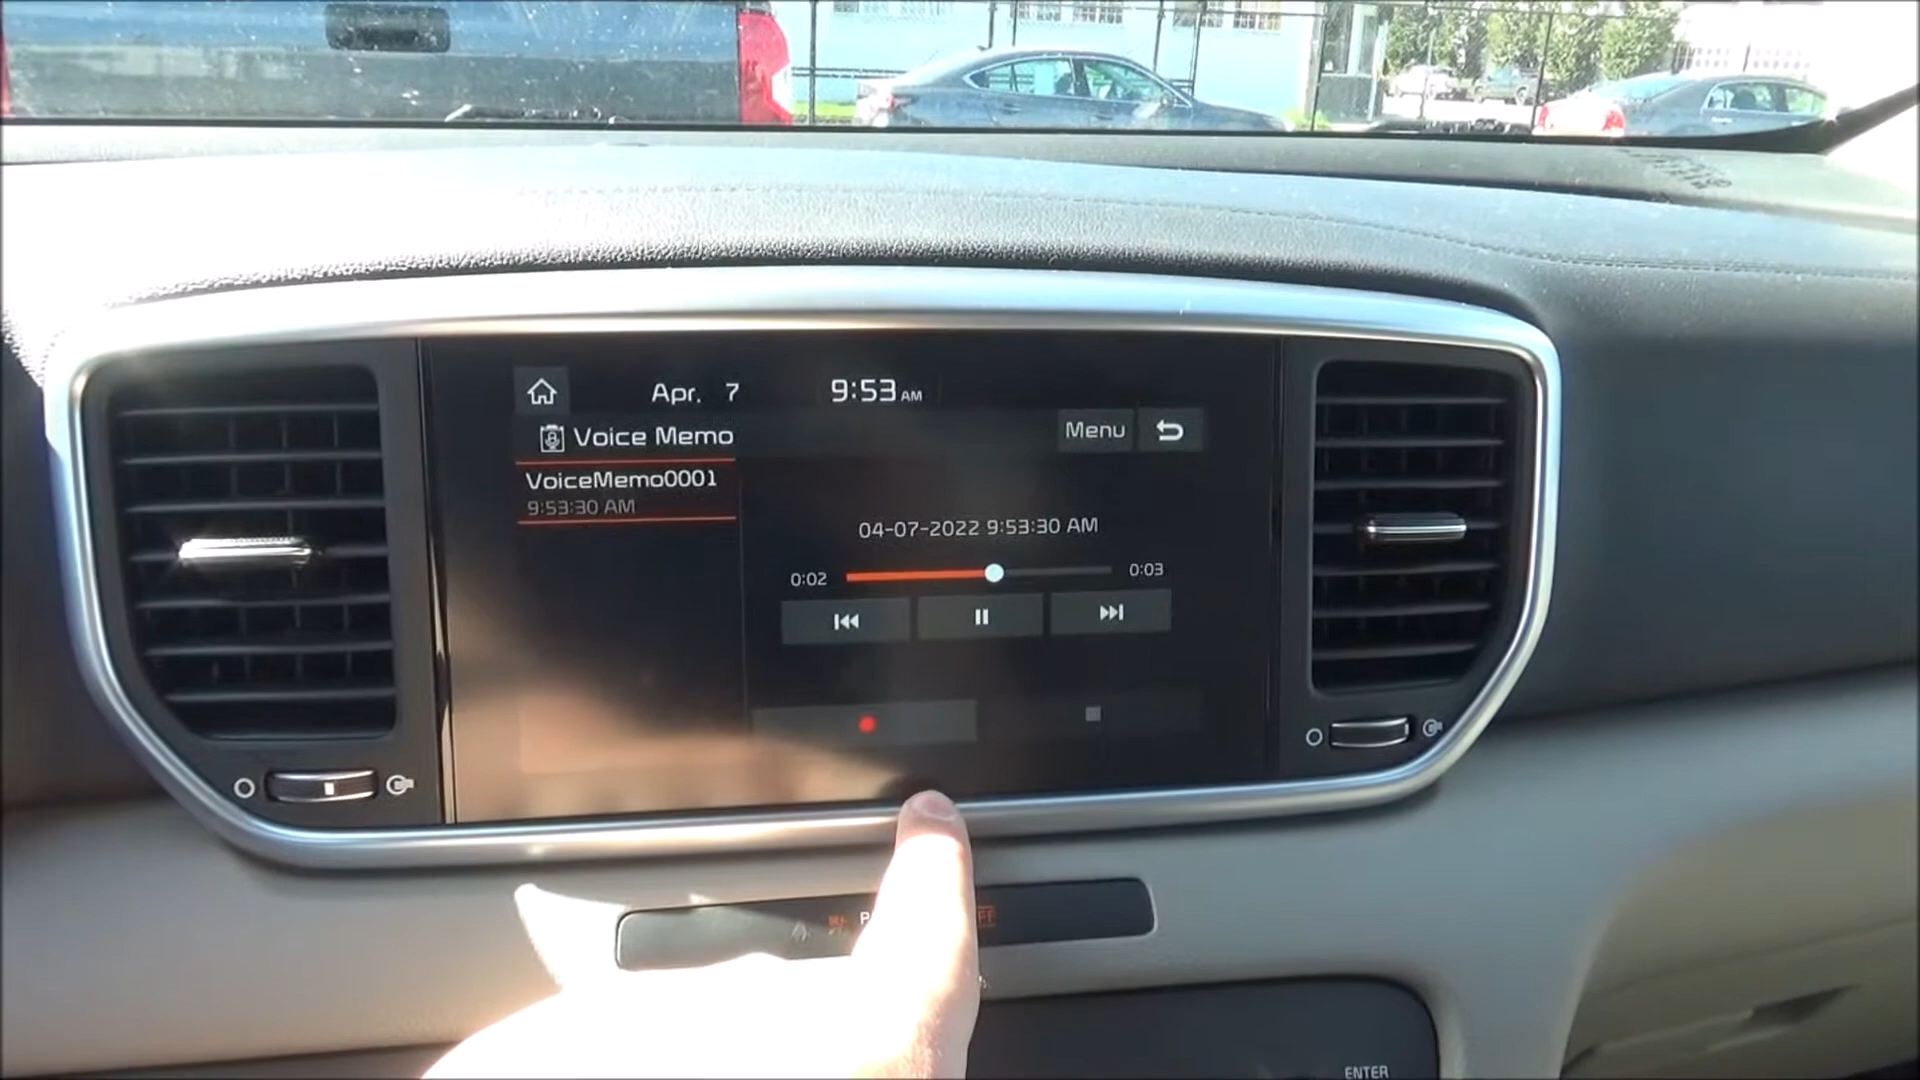 Apr. 7 9:53 AM
Voice Memo
Menu
VoiceMemo0001
9:53:30 AM
04-07-2022 9:53:30 AM
0:02
0:03
ENTER